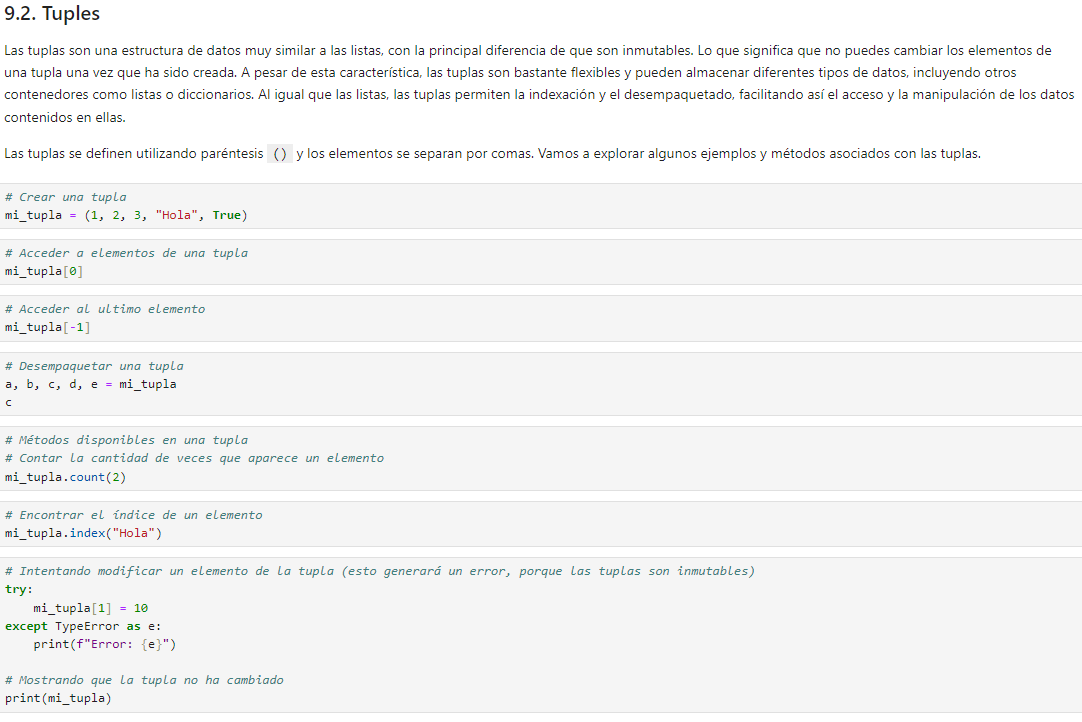 9.2. Tuples
Las tuplas son una estructura de datos muy similar a las listas, con la principal diferencia de que son inmutables. Lo que significa que no puedes cambiar los elementos de
una tupla una vez que ha sido creada. A pesar de esta característica, las tuplas son bastante flexibles y pueden almacenar diferentes tipos de datos, incluyendo otros
contenedores como listas o diccionarios. Al igual que las listas, las tuplas permiten la indexación y el desempaquetado, facilitando así el acceso y la manipulación de los datos
contenidos en ellas.
Las tuplas se definen utilizando paréntesis () y los elementos se separan por comas. Vamos a explorar algunos ejemplos y métodos asociados con las tuplas.
# Crear una tupla
mi_tupla = (1, 2, 3, "Hola", True)
# Acceder a elementos de una tupla
mi_tupla[0]
# Acceder al ultimo elemento
mi_tupla[-1]
# Desempaquetar una tupla
a, b, c, d, e = mi_tupla
c
# Métodos disponibles en una tupla
# Contar la cantidad de veces que aparece un elemento
mi_tupla.count(2)
# Encontrar el índice de un elemento
mi_tupla.index("Hola")
# Intentando modificar un elemento de la tupla (esto generará un error, porque las tuplas son inmutables)
try:
    mi_tupla[1] = 10
except TypeError as e:
    print(f"Error: {e}")
# Mostrando que la tupla no ha cambiado
print(mi_tupla)